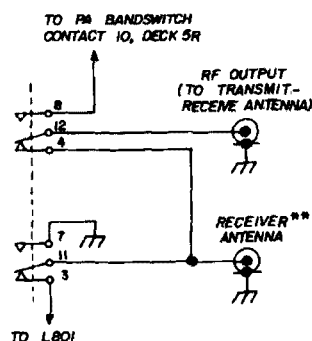 TO PA BANDSWITCH
CONTACT 10, DECK 5R
RF OUTPUT
(TO TRANSMIT-
RECEIVE ANTENNA)
8
12
4
RECEIVER**
ANTENNA
7
11
3
TO L801